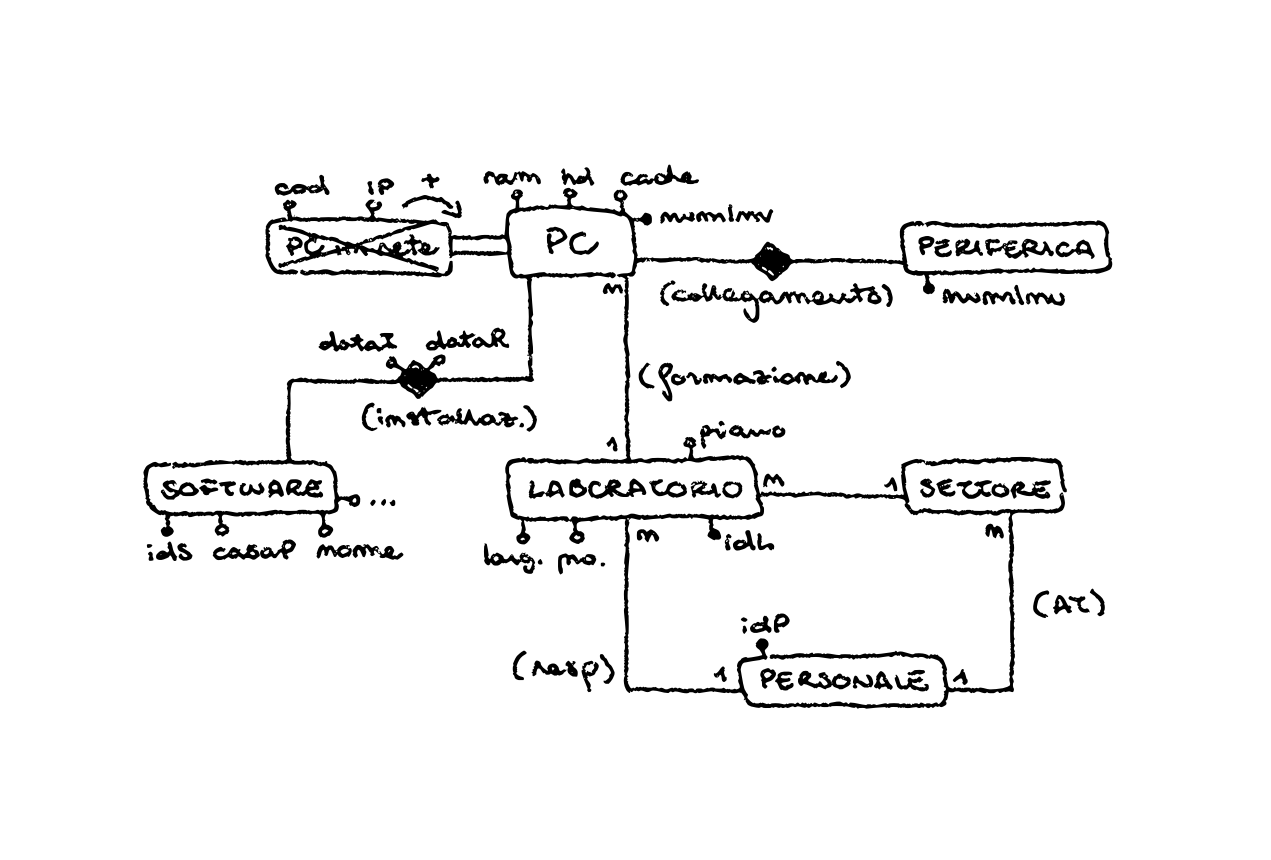 cod IP + ram hd cache
numInv
PC in rete PC PERIFERICA
n (collegamento) numInv
dataI dataR
(formazione)
(installaz.)
1 piano
SOFTWARE ... LABORATORIO n 1 SETTORE
idS casaP nome larg. po. n idL n
(AT)
idP
(resp) 1 PERSONALE 1